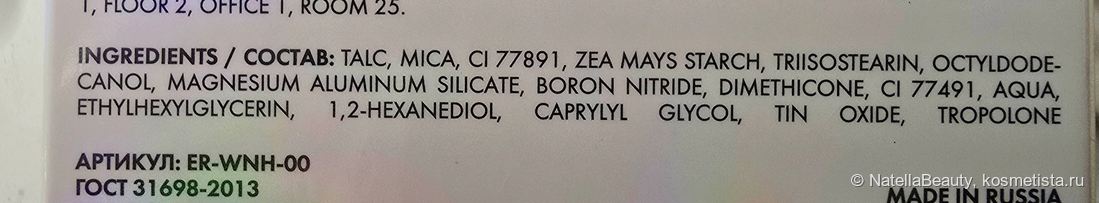 1, FLOOR 2, OFFICE 1, ROOM 25.
INGREDIENTS / СОСТАВ: TALC, MICA, CI 77891, ZEA MAYS STARCH, TRIISOSTEARIN, OCTYLDODE-
CANOL, MAGNESIUM ALUMINUM SILICATE, BORON NITRIDE, DIMETHICONE, CI 77491, AQUA,
ETHYLHEXYLGLYCERIN, 1,2-HEXANEDIOL, CAPRYLYL GLYCOL, TIN OXIDE, TROPOLONE
АРТИКУЛ: ER-WNH-00
ГОСТ 31698-2013
MADE IN RUSSIA
© NatellaBeauty, kosmetista.ru